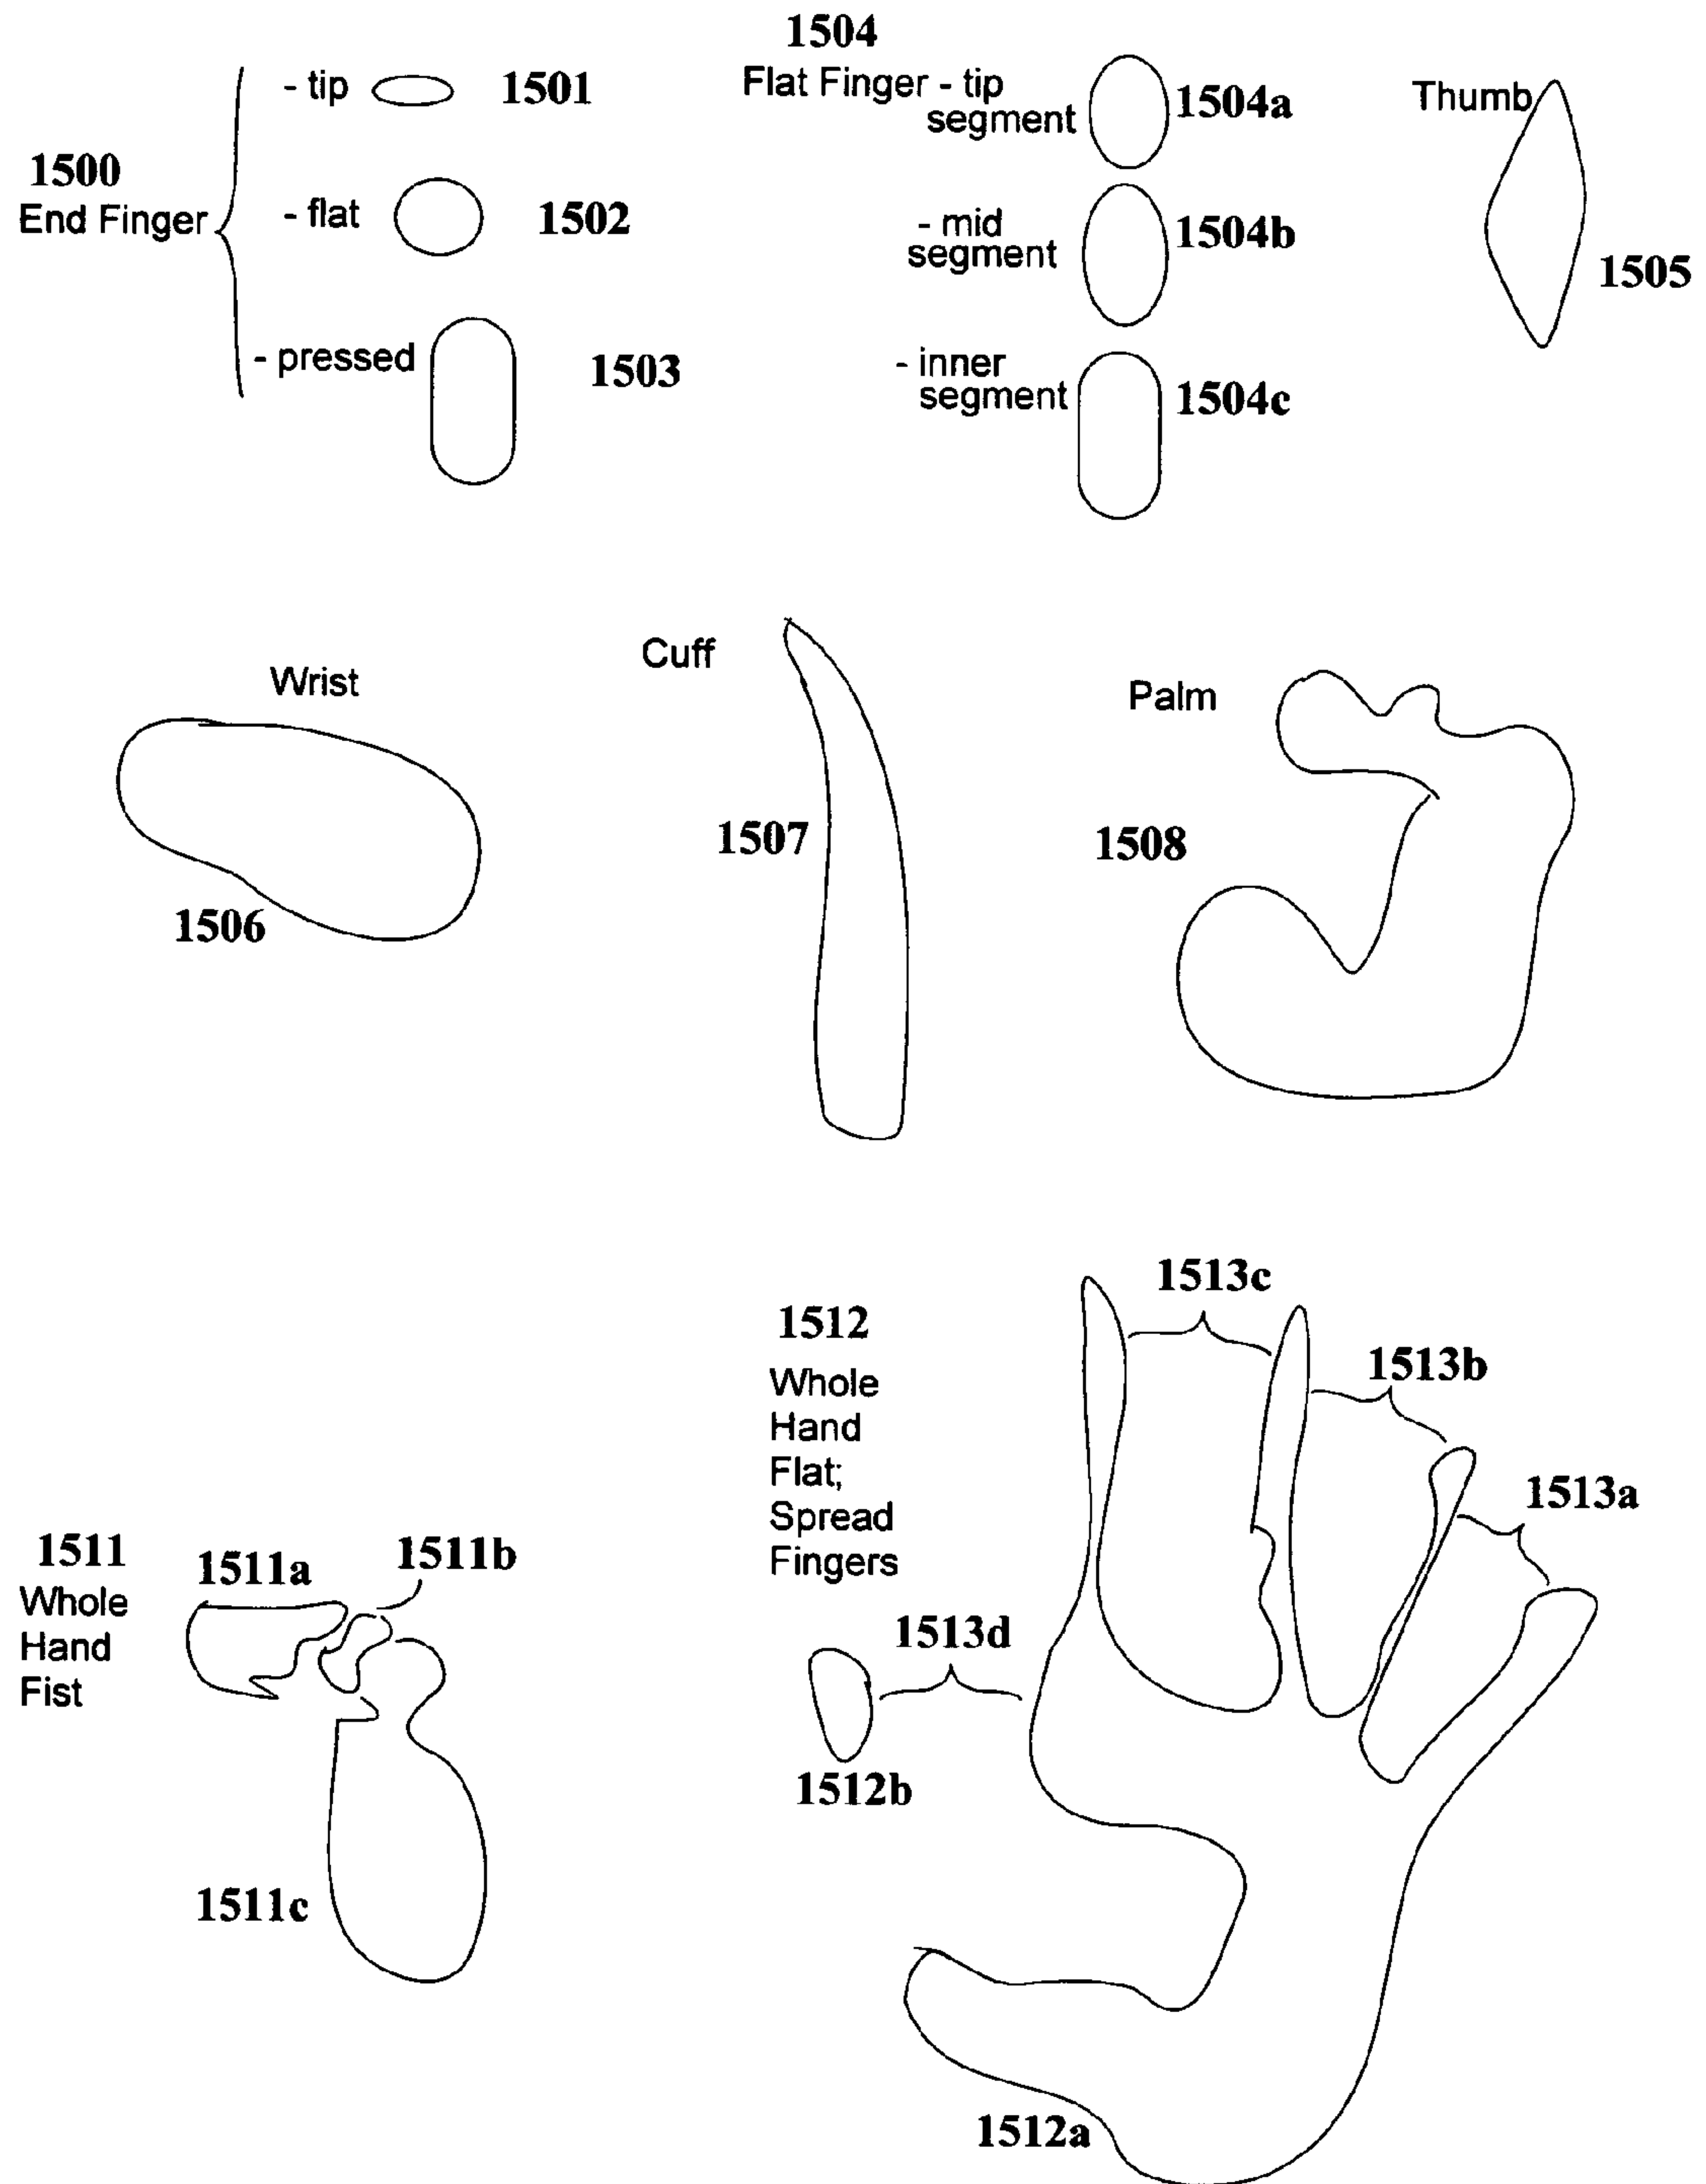 1500
End Finger
- tip
1501
- flat
1502
- pressed
1503
1504
Flat Finger - tip
segment
1504a
- mid
segment
1504b
- inner
segment
1504c
Thumb
1505
Wrist
1506
Cuff
1507
Palm
1508
1511
Whole
Hand
Fist
1511a
1511b
1511c
1512
Whole
Hand
Flat;
Spread
Fingers
1513c
1513b
1513a
1513d
1512b
1512a